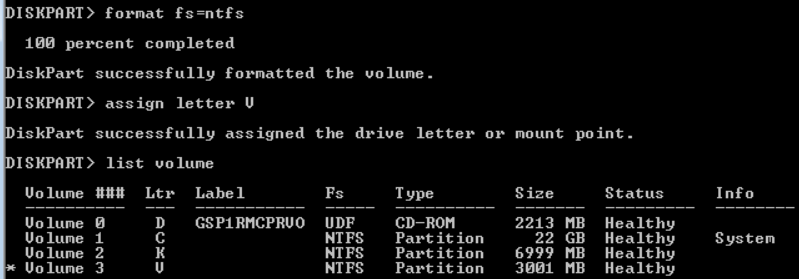 DISKPART> format fs=ntfs
100 percent completed
DiskPart successfully formatted the volume.
DISKPART> assign letter V
DiskPart successfully assigned the drive letter or mount point.
DISKPART> list volume
Volume ### Ltr Label Fs Type Size Status Info
---------- --- ----------- ----- ---------- ------- --------- --------
Volume 0 D GSP1RMCPRVO UDF CD-ROM 2213 MB Healthy
Volume 1 C NTFS Partition 22 GB Healthy System
Volume 2 K NTFS Partition 6999 MB Healthy
* Volume 3 V NTFS Partition 3001 MB Healthy